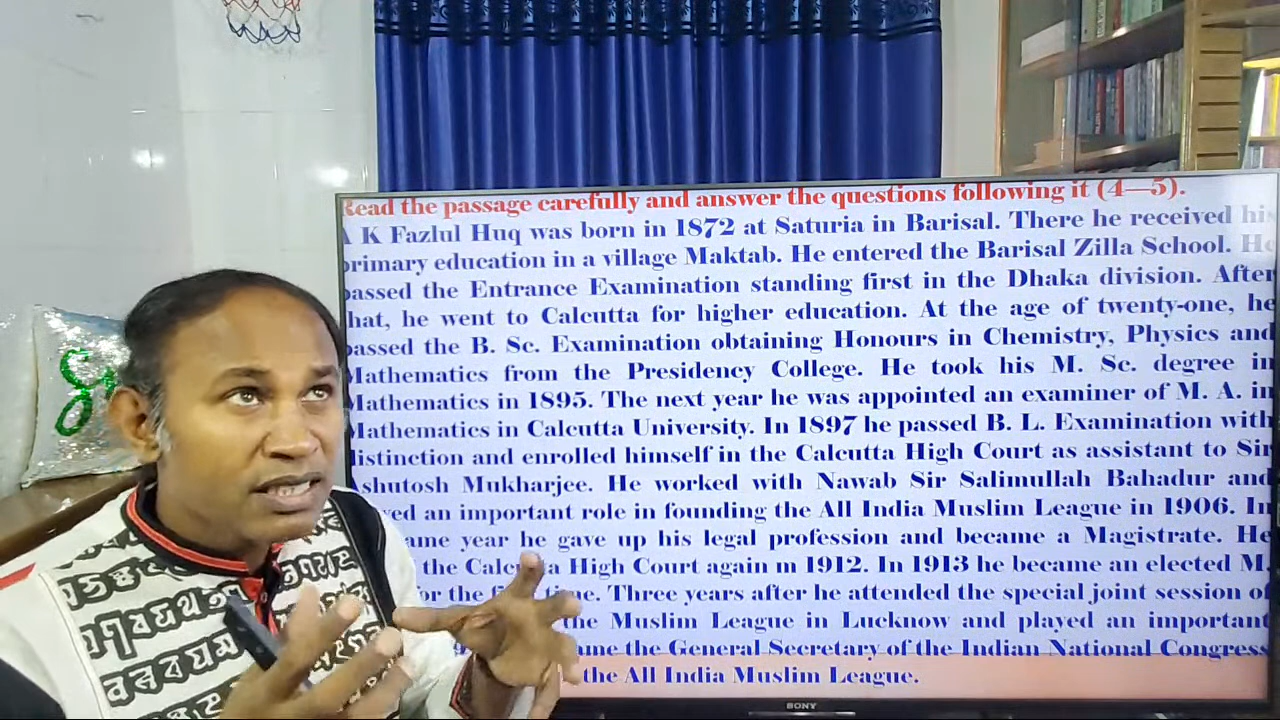 Read the passage carefully and answer the questions following it (4—5).
A K Fazlul Huq was born in 1872 at Saturia in Barisal. There he received his
primary education in a village Maktab. He entered the Barisal Zilla School. He
passed the Entrance Examination standing first in the Dhaka division. After
that, he went to Calcutta for higher education. At the age of twenty-one, he
passed the B. Sc. Examination obtaining Honours in Chemistry, Physics and
Mathematics from the Presidency College. He took his M. Sc. degree in
Mathematics in 1895. The next year he was appointed an examiner of M. A. in
Mathematics in Calcutta University. In 1897 he passed B. L. Examination with
distinction and enrolled himself in the Calcutta High Court as assistant to Sir
Ashutosh Mukharjee. He worked with Nawab Sir Salimullah Bahadur and
an important role in founding the All India Muslim League in 1906. In
year he gave up his legal profession and became a Magistrate. He
the Calcutta High Court again m 1912. In 1913 he became an elected M.
the time. Three years after he attended the special joint session of
the Muslim League in Lucknow and played an important
the General Secretary of the Indian National Congress
the All India Muslim League.
SONY